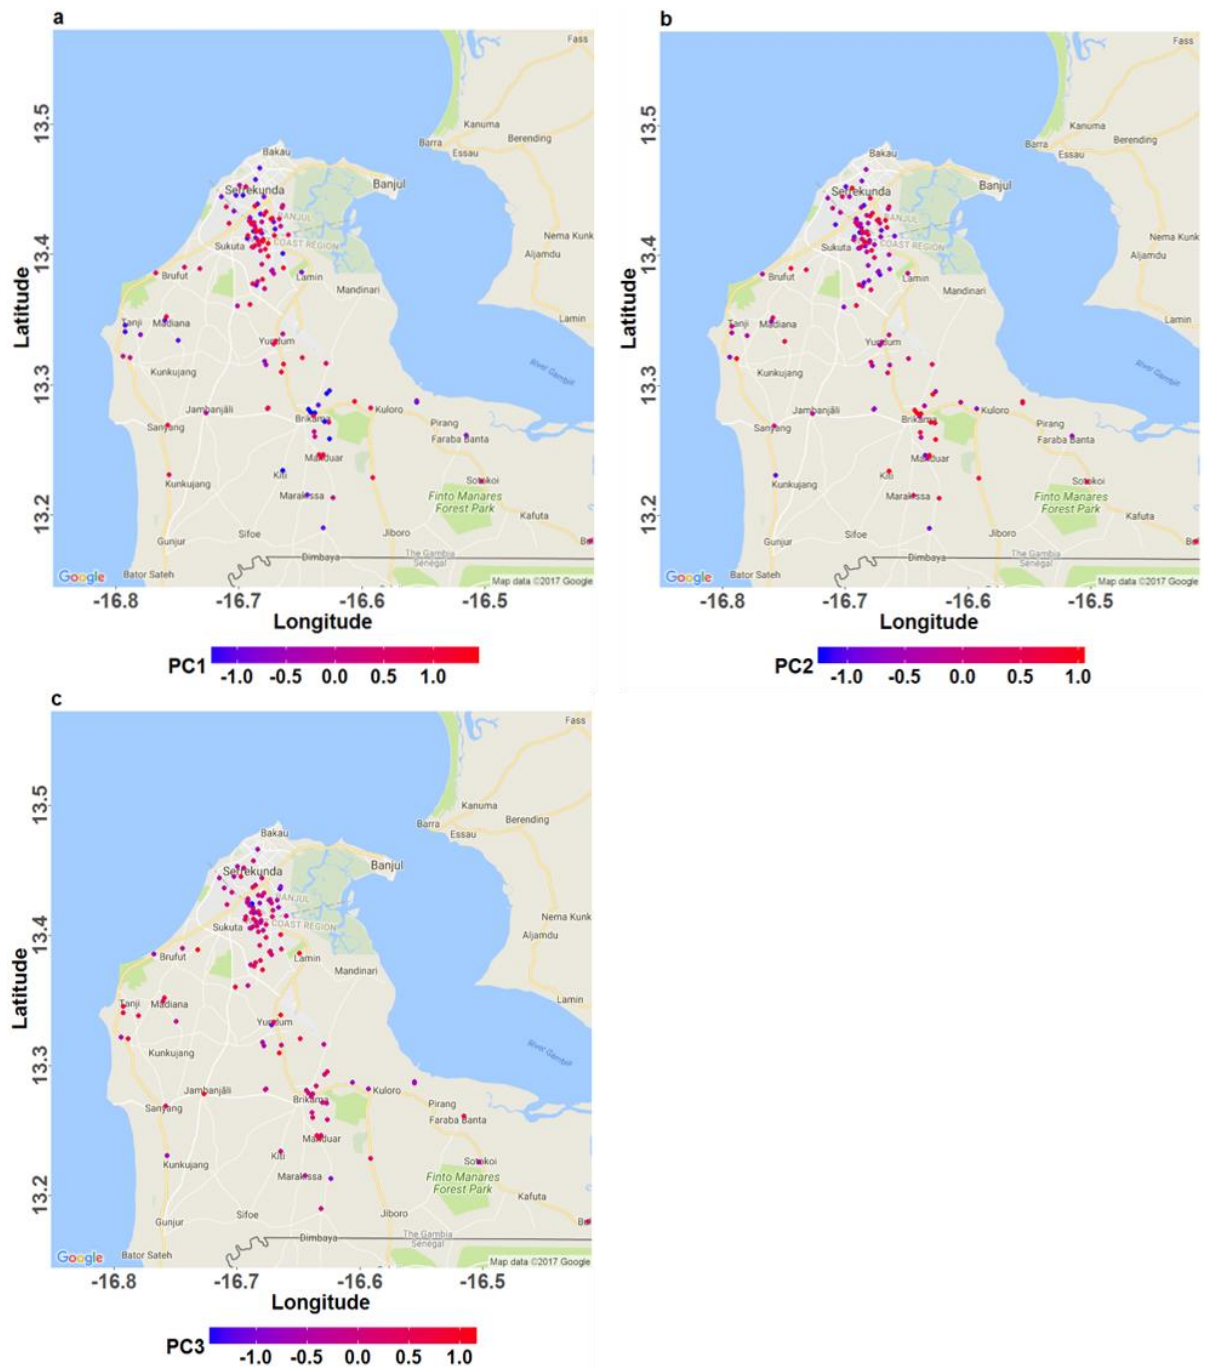 a
Fass
Kanuma
Berending
Barra
Essau
Bakau
Serrekunda
Banjul
BANJUL
Nema Kunk
COAST REGION
Sukuta
Aljamdu
Brufut
Lamin
Mandinari
Tanji
Madiana
Lamin
Yundum
Kunkujang
River Gambia
Jambanjāli
Brikama
Kuloro
Sanyang
Pirang
Faraba Banta
Manduar
Kiti
Kunkujang
Sotokoi
Marakissa
Finto Manares
Forest Park
Kafuta
Sifoe
Jiboro
Gunjur
The Gambia
Dimbaya
Senegal
Bator Sateh
Google
Map data ©2017 Google
13.5
13.4
13.3
13.2
Latitude
-16.8 -16.7 -16.6 -16.5
Longitude
PC1
-1.0 -0.5 0.0 0.5 1.0
b
Fass
Kanuma
Berending
Barra
Essau
Bakau
Serrekunda
Banjul
BANJUL
Nema Kunk
COAST REGION
Sukuta
Aljamdu
Brufut
Lamin
Mandinari
Tanji
Madiana
Lamin
Yundum
Kunkujang
River Gambia
Jambanjāli
Brikama
Kuloro
Sanyang
Pirang
Faraba Banta
Manduar
Kiti
Kunkujang
Sotokoi
Marakissa
Finto Manares
Forest Park
Kafuta
Sifoe
Jiboro
Gunjur
The Gambia
Dimbaya
Senegal
Bator Sateh
Google
Map data ©2017 Google
13.5
13.4
13.3
13.2
Latitude
-16.8 -16.7 -16.6 -16.5
Longitude
PC2
-1.0 -0.5 0.0 0.5 1.0
c
Fass
Kanuma
Berending
Barra
Essau
Bakau
Serrekunda
Banjul
BANJUL
Nema Kunk
COAST REGION
Sukuta
Aljamdu
Brufut
Lamin
Mandinari
Tanji
Madiana
Lamin
Yundum
Kunkujang
River Gambia
Jambanjāli
Brikama
Kuloro
Sanyang
Pirang
Faraba Banta
Manduar
Kiti
Kunkujang
Sotokoi
Marakissa
Finto Manares
Forest Park
Kafuta
Sifoe
Jiboro
Gunjur
The Gambia
Dimbaya
Senegal
Bator Sateh
Google
Map data ©2017 Google
13.5
13.4
13.3
13.2
Latitude
-16.8 -16.7 -16.6 -16.5
Longitude
PC3
-1.0 -0.5 0.0 0.5 1.0